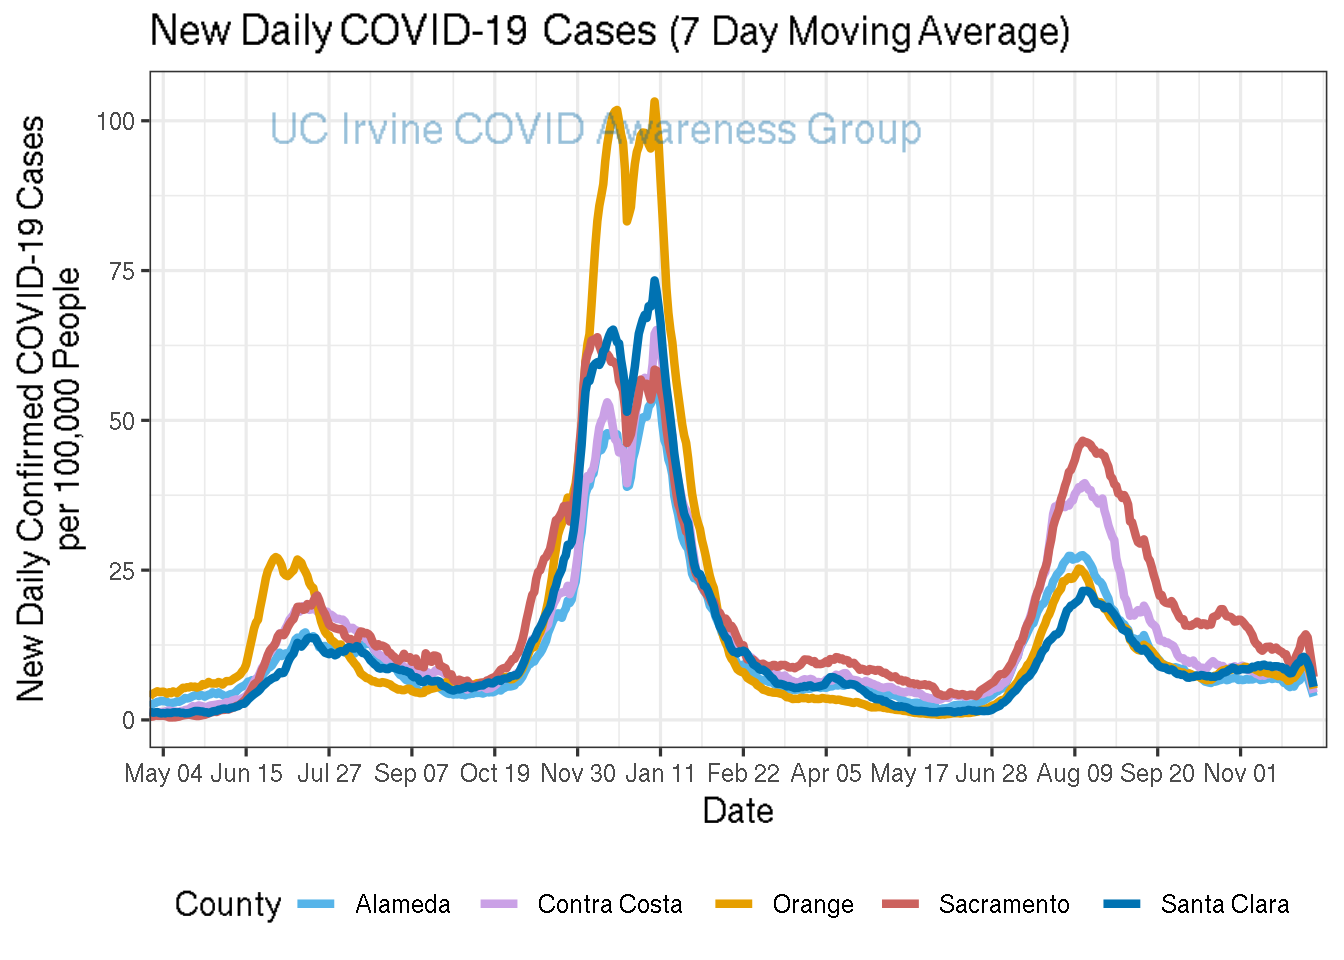 New Daily COVID-19 Cases (7 Day Moving Average)
UC Irvine COVID Awareness Group
New Daily Confirmed COVID-19 Cases
per 100,000 People
100
75
50
25
0
May 04 Jun 15 Jul 27 Sep 07 Oct 19 Nov 30 Jan 11 Feb 22 Apr 05 May 17 Jun 28 Aug 09 Sep 20 Nov 01
Date
County Alameda Contra Costa Orange Sacramento Santa Clara